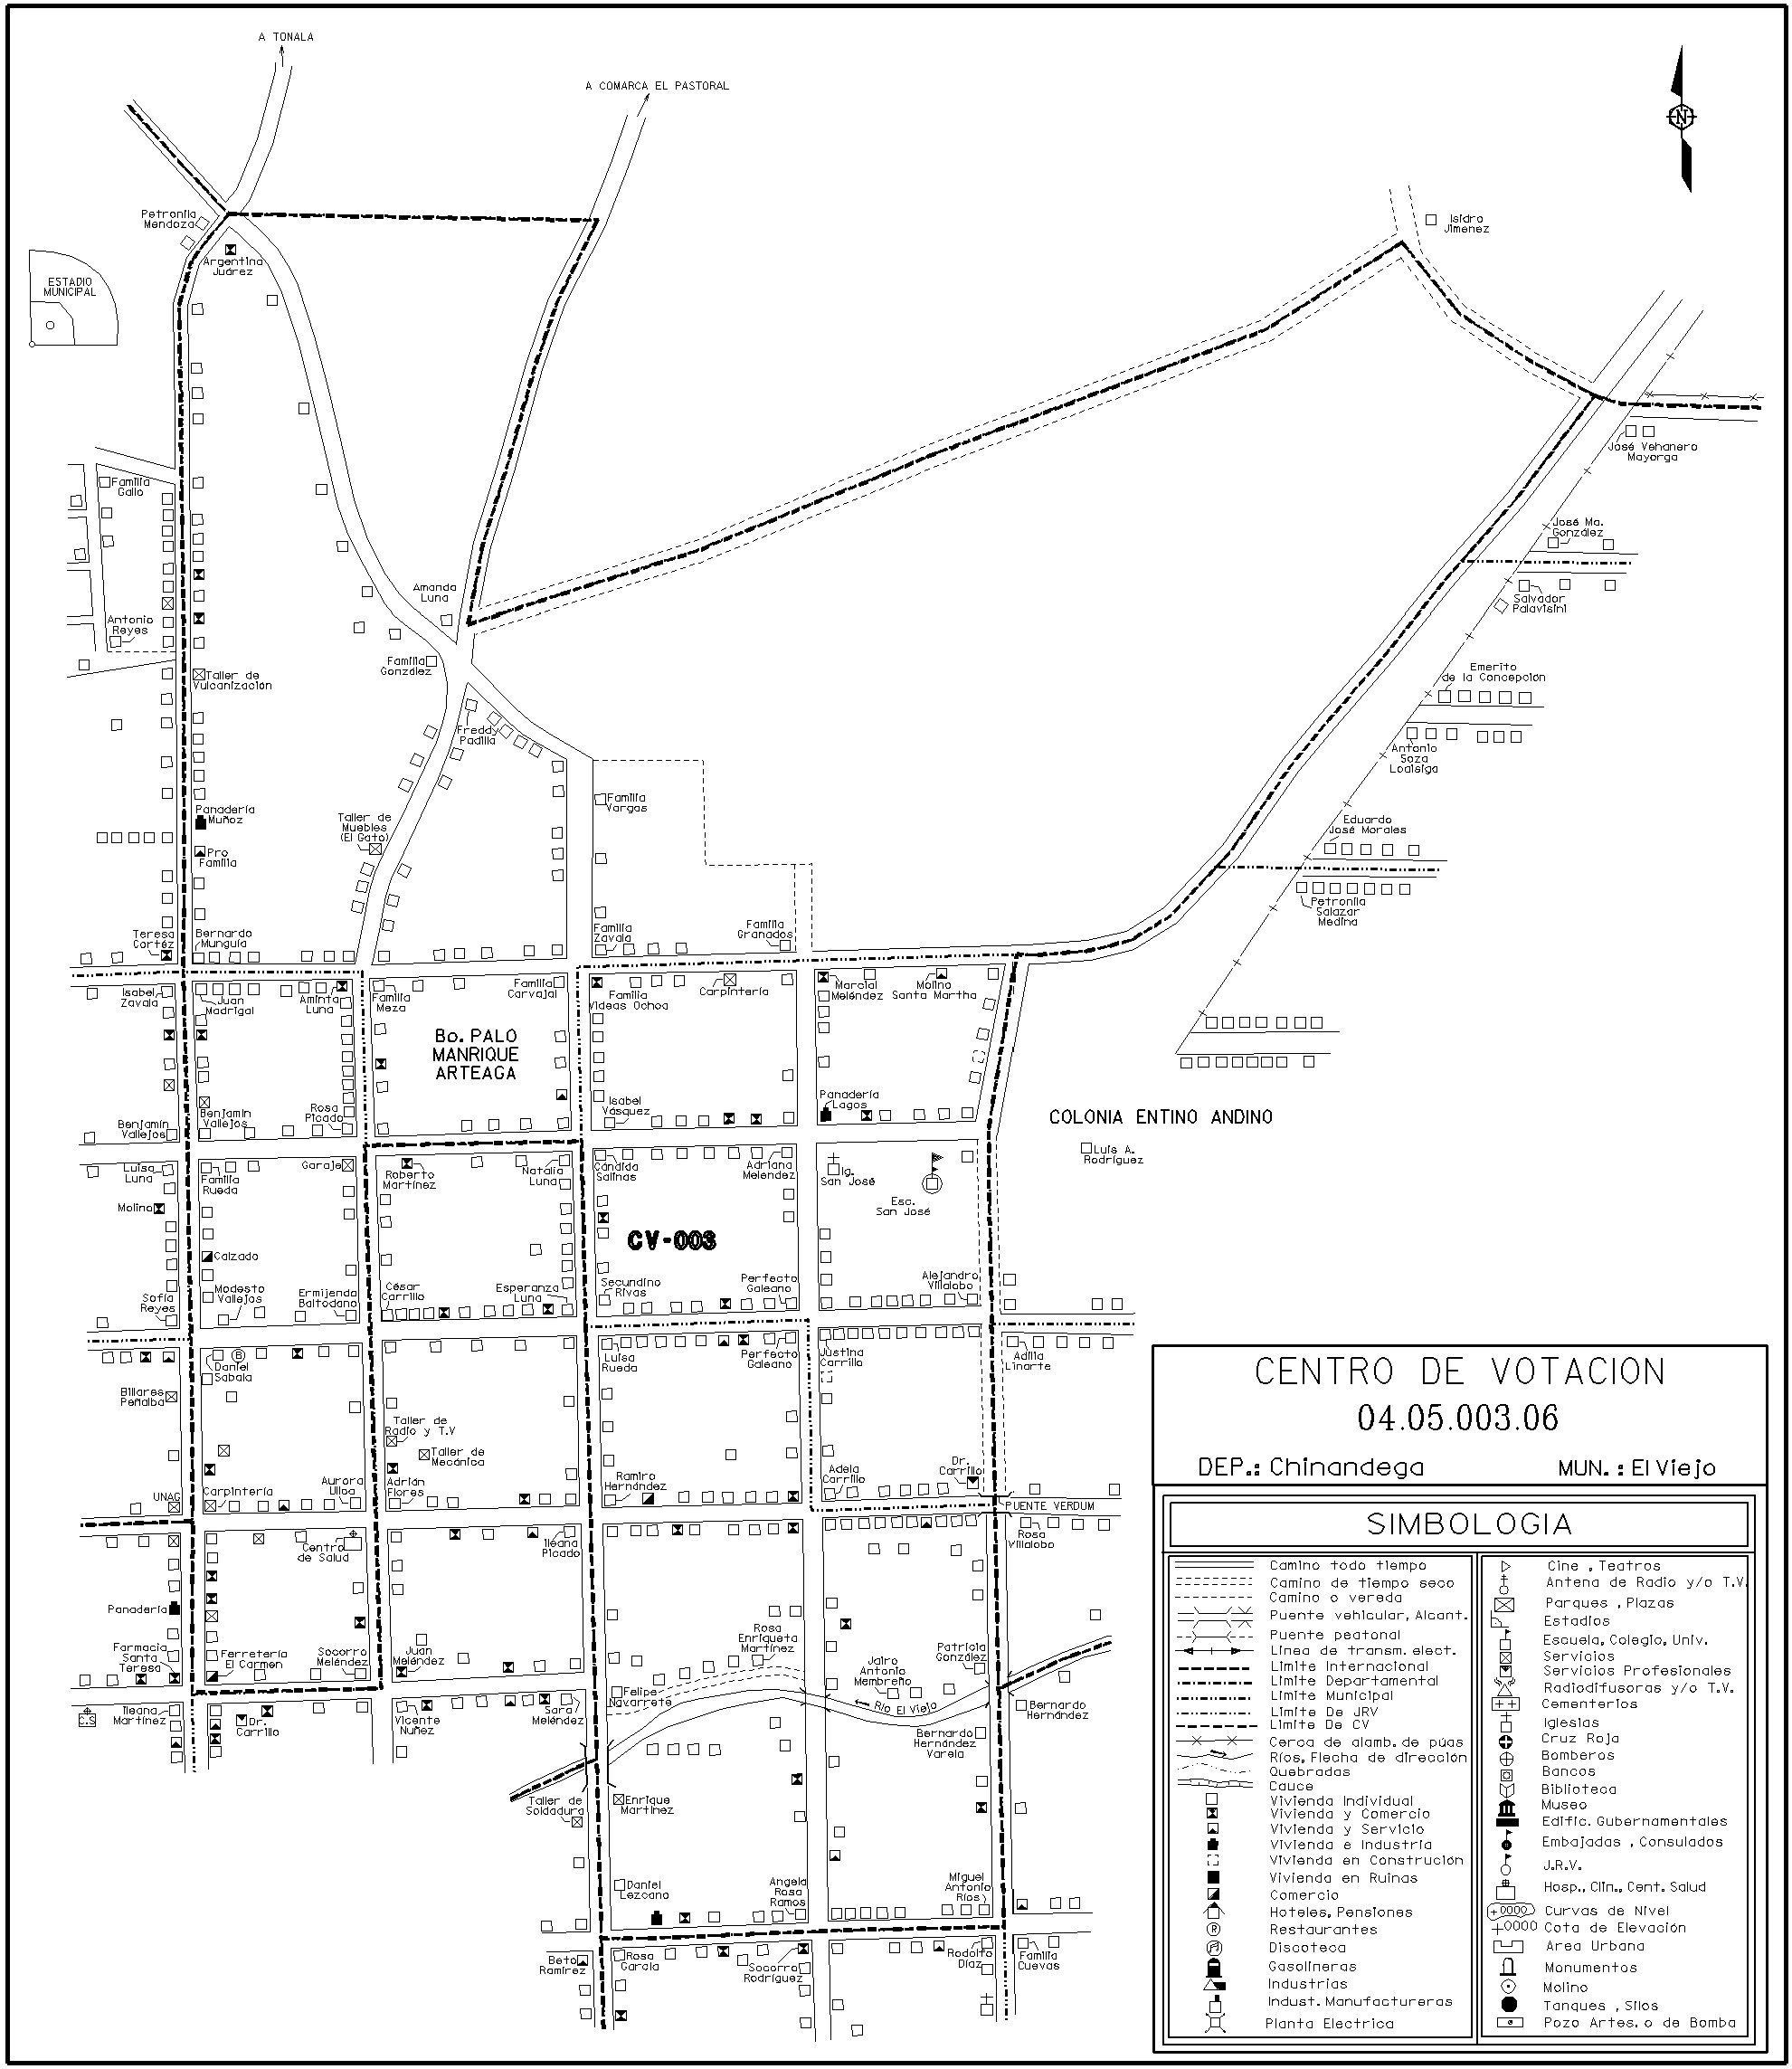 A TONALA
A COMARCA EL PASTORAL
N
Petronila
Mendoza
Isidro
Jimenez
Argentina
Juárez
ESTADIO
MUNICIPAL
José Vehanero
Mayorga
Familia
Gallo
José Ma.
González
Amanda
Luna
Salvador
Palavisini
Antonio
Reyes
Familia
González
Taller de
Vulcanización
Emerito
de la Concepción
Freddy
Padilla
Antonio
Soza
Loaisiga
Familia
Vargas
Panadería
Muñoz
Taller de
Muebles
(El Gato)
Eduardo
José Morales
Pro
Familia
Petronila
Salazar
Medina
Teresa
Cortéz
Bernardo
Munguía
Familia
Zavala
Familia
Granados
Isabel
Zavala
Juan
Madrigal
Aminta
Luna
Familia
Meza
Familia
Carvajal
Familia
Videas Ochoa
Carpintería
Marcial
Meléndez
Molino
Santa Martha
Bo. PALO
MANRIQUE
ARTEAGA
Benjamín
Vallejos
Benjamín
Vallejos
Rosa
Picado
Isabel
Vásquez
Panadería
Lagos
COLONIA ENTINO ANDINO
Luis A.
Rodríguez
Luisa
Luna
Familia
Rueda
Garaje
Roberto
Martínez
Natalia
Luna
Cándida
Salinas
Adriana
Melendez
Ig.
San José
Esc.
San José
Molino
CV-003
Calzado
Sofía
Reyes
Modesto
Vallejos
Ermijenda
Baltodano
César
Carrillo
Esperanza
Luna
Secundino
Rivas
Perfecto
Galeano
Alejandro
Villalobo
Daniel
Sabala
Luisa
Rueda
Perfecto
Galeano
Justina
Carrillo
Adilia
Linarte
Billares
Peñalba
Taller de
Radio y T.V
Taller de
Mecánica
UNAG
Carpintería
Aurora
Ulloa
Adrián
Flores
Ramiro
Hernández
Adela
Carrillo
Dr.
Carrillo
PUENTE VERDUM
Centro
de Salud
Ileana
Picado
Rosa
Villalobo
Panadería
Farmacia
Santa
Teresa
Ferretería
El Carmen
Socorro
Meléndez
Juan
Meléndez
Rosa
Enriqueta
Martínez
Jairo
Antonio
Membreño
Patricia
González
Felipe
Navarrete
Río El Viejo
C.S
Ileana
Martínez
Dr.
Carrillo
Vicente
Nuñez
Sara
Meléndez
Bernardo
Hernández
Varela
Bernardo
Hernández
Taller de
Soldadura
Enrique
Martínez
Daniel
Lezcano
Angela
Rosa
Ramos
Miguel
Antonio
Ríos
Beto
Ramírez
Rosa
Garcia
Socorro
Rodríguez
Rodolfo
Díaz
Familia
Cuevas
CENTRO DE VOTACION
04.05.003.06
DEP.: Chinandega
MUN. : El Viejo
SIMBOLOGIA
Camino todo tiempo
Camino de tiempo seco
Camino o vereda
Puente vehicular, Alcant.
Puente peatonal
Linea de transm. elect.
Limite Internacional
Limite Departamental
Limite Municipal
Limite De JRV
Limite De CV
Cerca de alamb. de púas
Ríos, Flecha de dirección
Quebradas
Cauce
Vivienda Individual
Vivienda y Comercio
Vivienda y Servicio
Vivienda e Industria
Vivienda en Construción
Vivienda en Ruinas
Comercio
Hoteles, Pensiones
Restaurantes
Discoteca
Gasolineras
Industrias
Indust. Manufactureras
Planta Electrica
Cine , Teatros
Antena de Radio y/o T.V.
Parques , Plazas
Estadios
Escuela, Colegio, Univ.
Servicios
Servicios Profesionales
Radiodifusoras y/o T.V.
Cementerios
Iglesias
Cruz Roja
Bomberos
Bancos
Biblioteca
Museo
Edific. Gubernamentales
Embajadas , Consulados
J.R.V.
Hosp., Clin., Cent. Salud
Curvas de Nivel
Cota de Elevación
Area Urbana
Monumentos
Molino
Tanques , Silos
Pozo Artes. o de Bomba